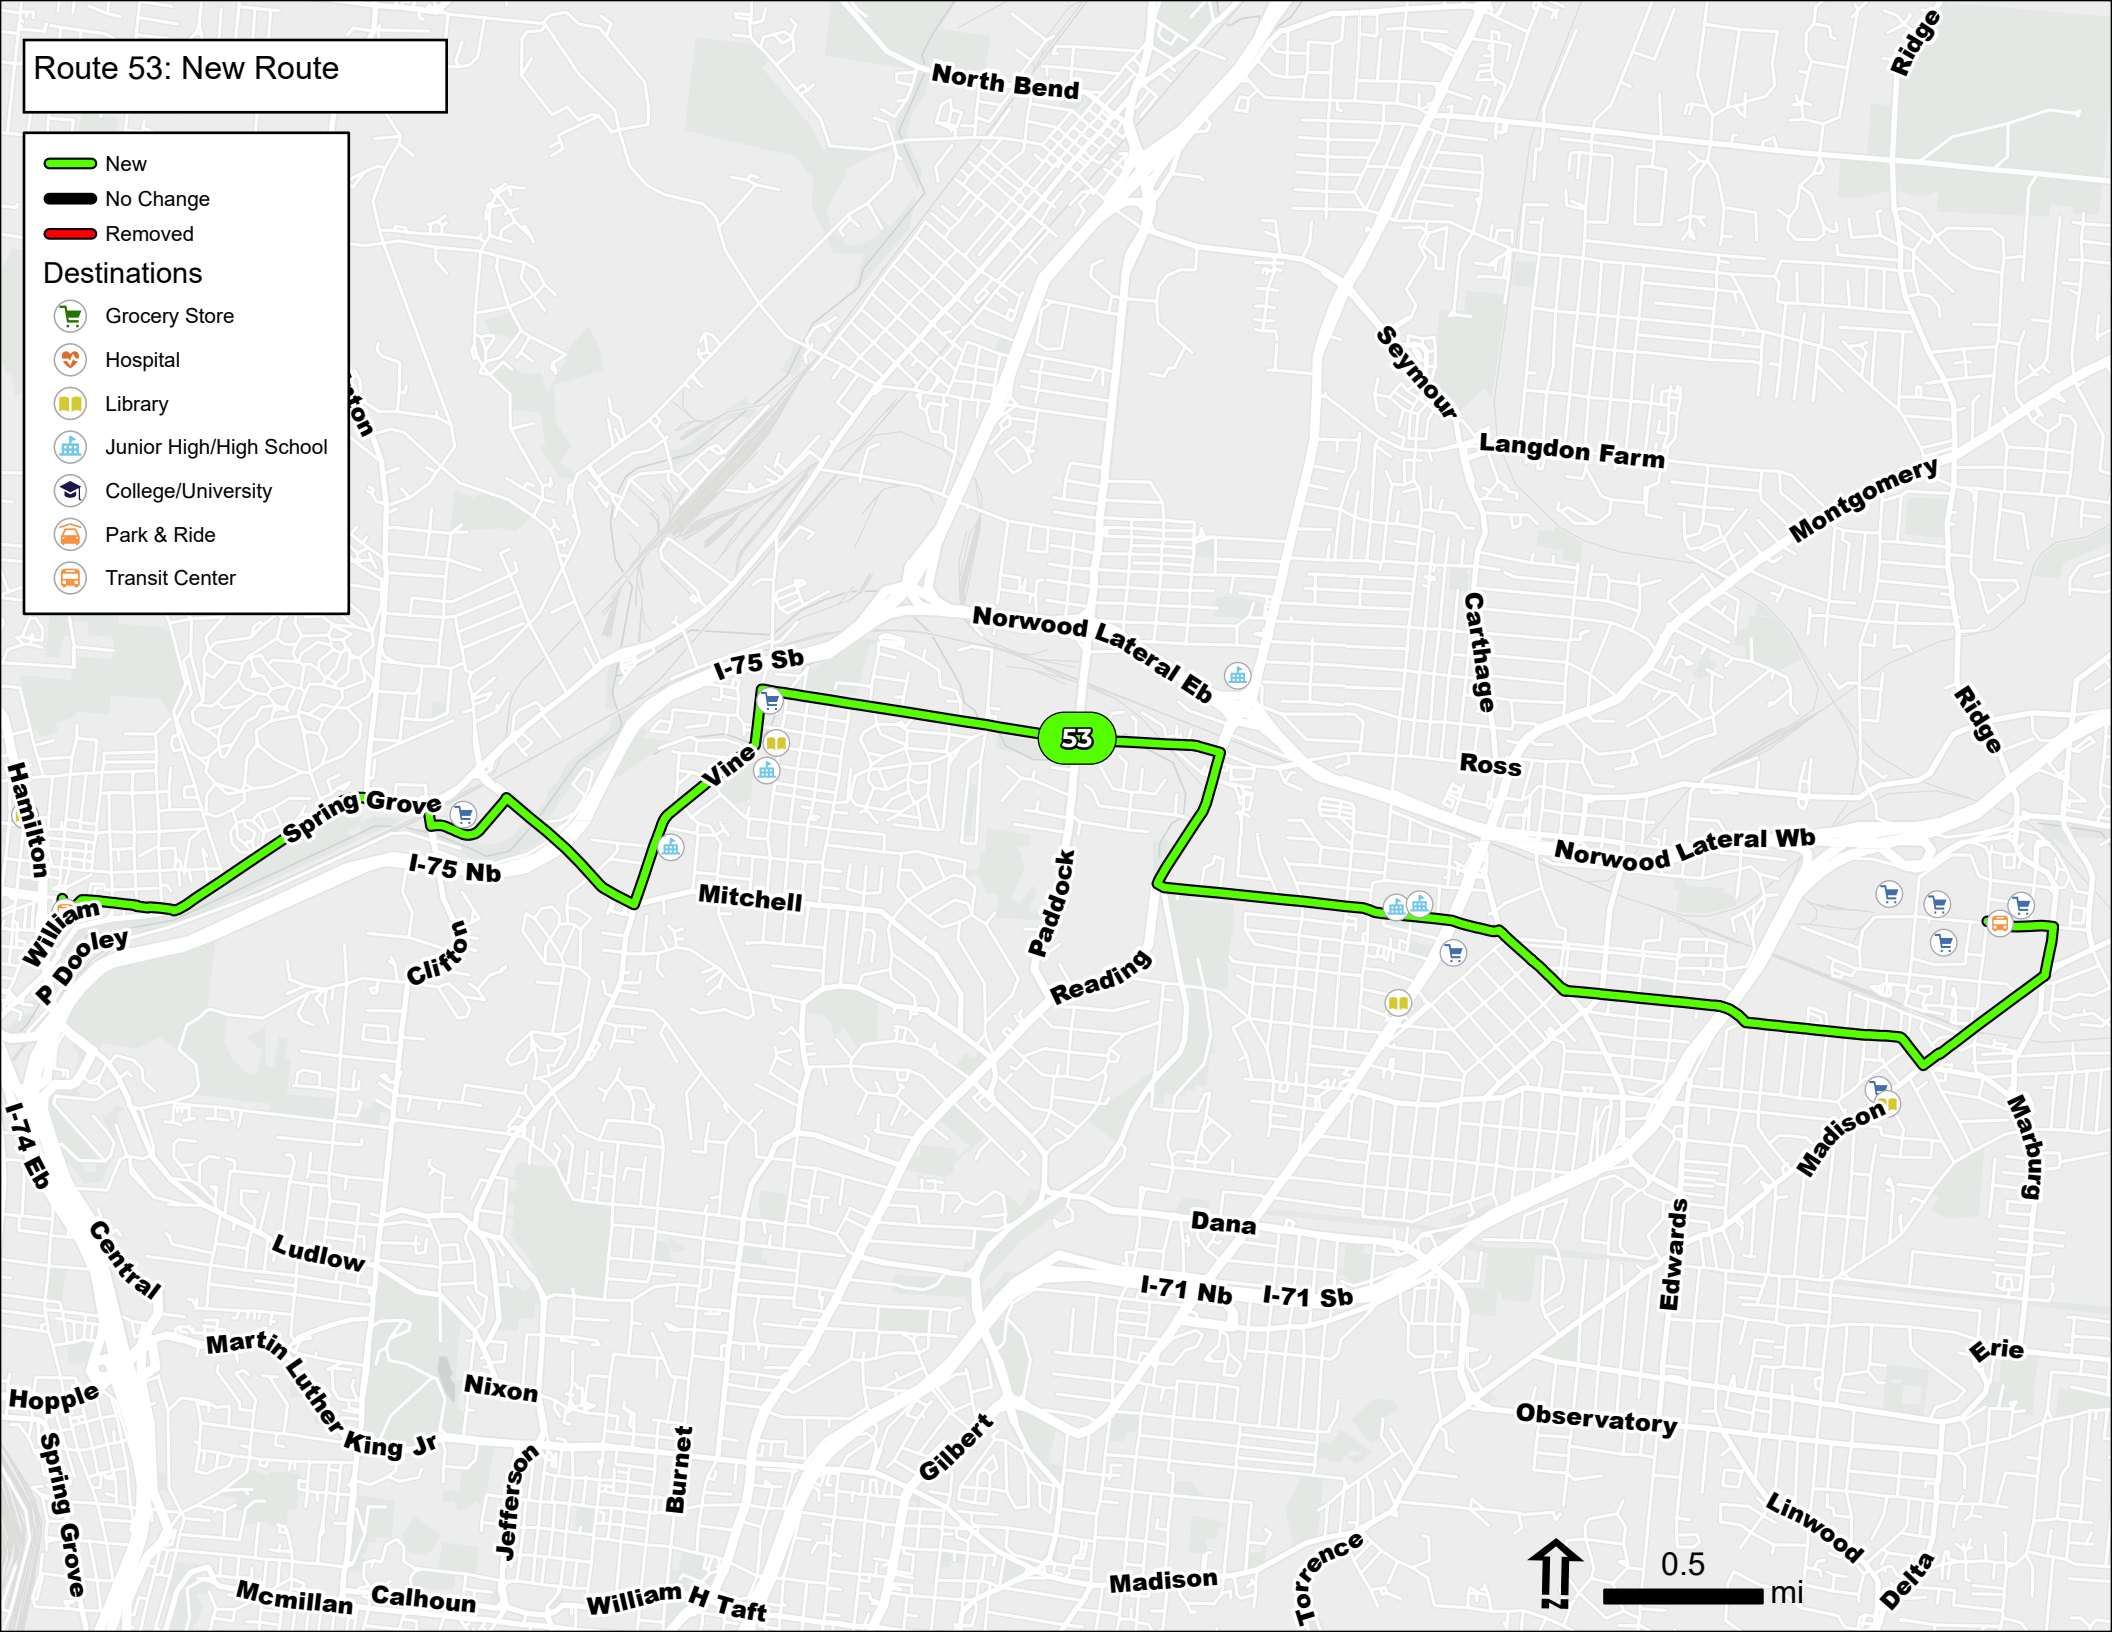 Route 53: New Route
New
No Change
Removed
Destinations
Grocery Store
Hospital
Library
Junior High/High School
College/University
Park & Ride
Transit Center
North Bend
Ridge
Seymour
Langdon Farm
Montgomery
Carthage
Norwood Lateral Eb
I-75 Sb
Ridge
53
Vine
Ross
Hamilton
Spring Grove
Norwood Lateral Wb
I-75 Nb
Mitchell
Paddock
William
P Dooley
Clifton
Reading
I-74 Eb
Madison
Marburg
Central
Ludlow
Dana
Edwards
I-71 Nb
I-71 Sb
Martin Luther King Jr
Erie
Hopple
Nixon
Observatory
Spring Grove
Jefferson
Burnet
Gilbert
Linwood
Torrence
Madison
Delta
Mcmillan
Calhoun
William H Taft
0.5
mi
N